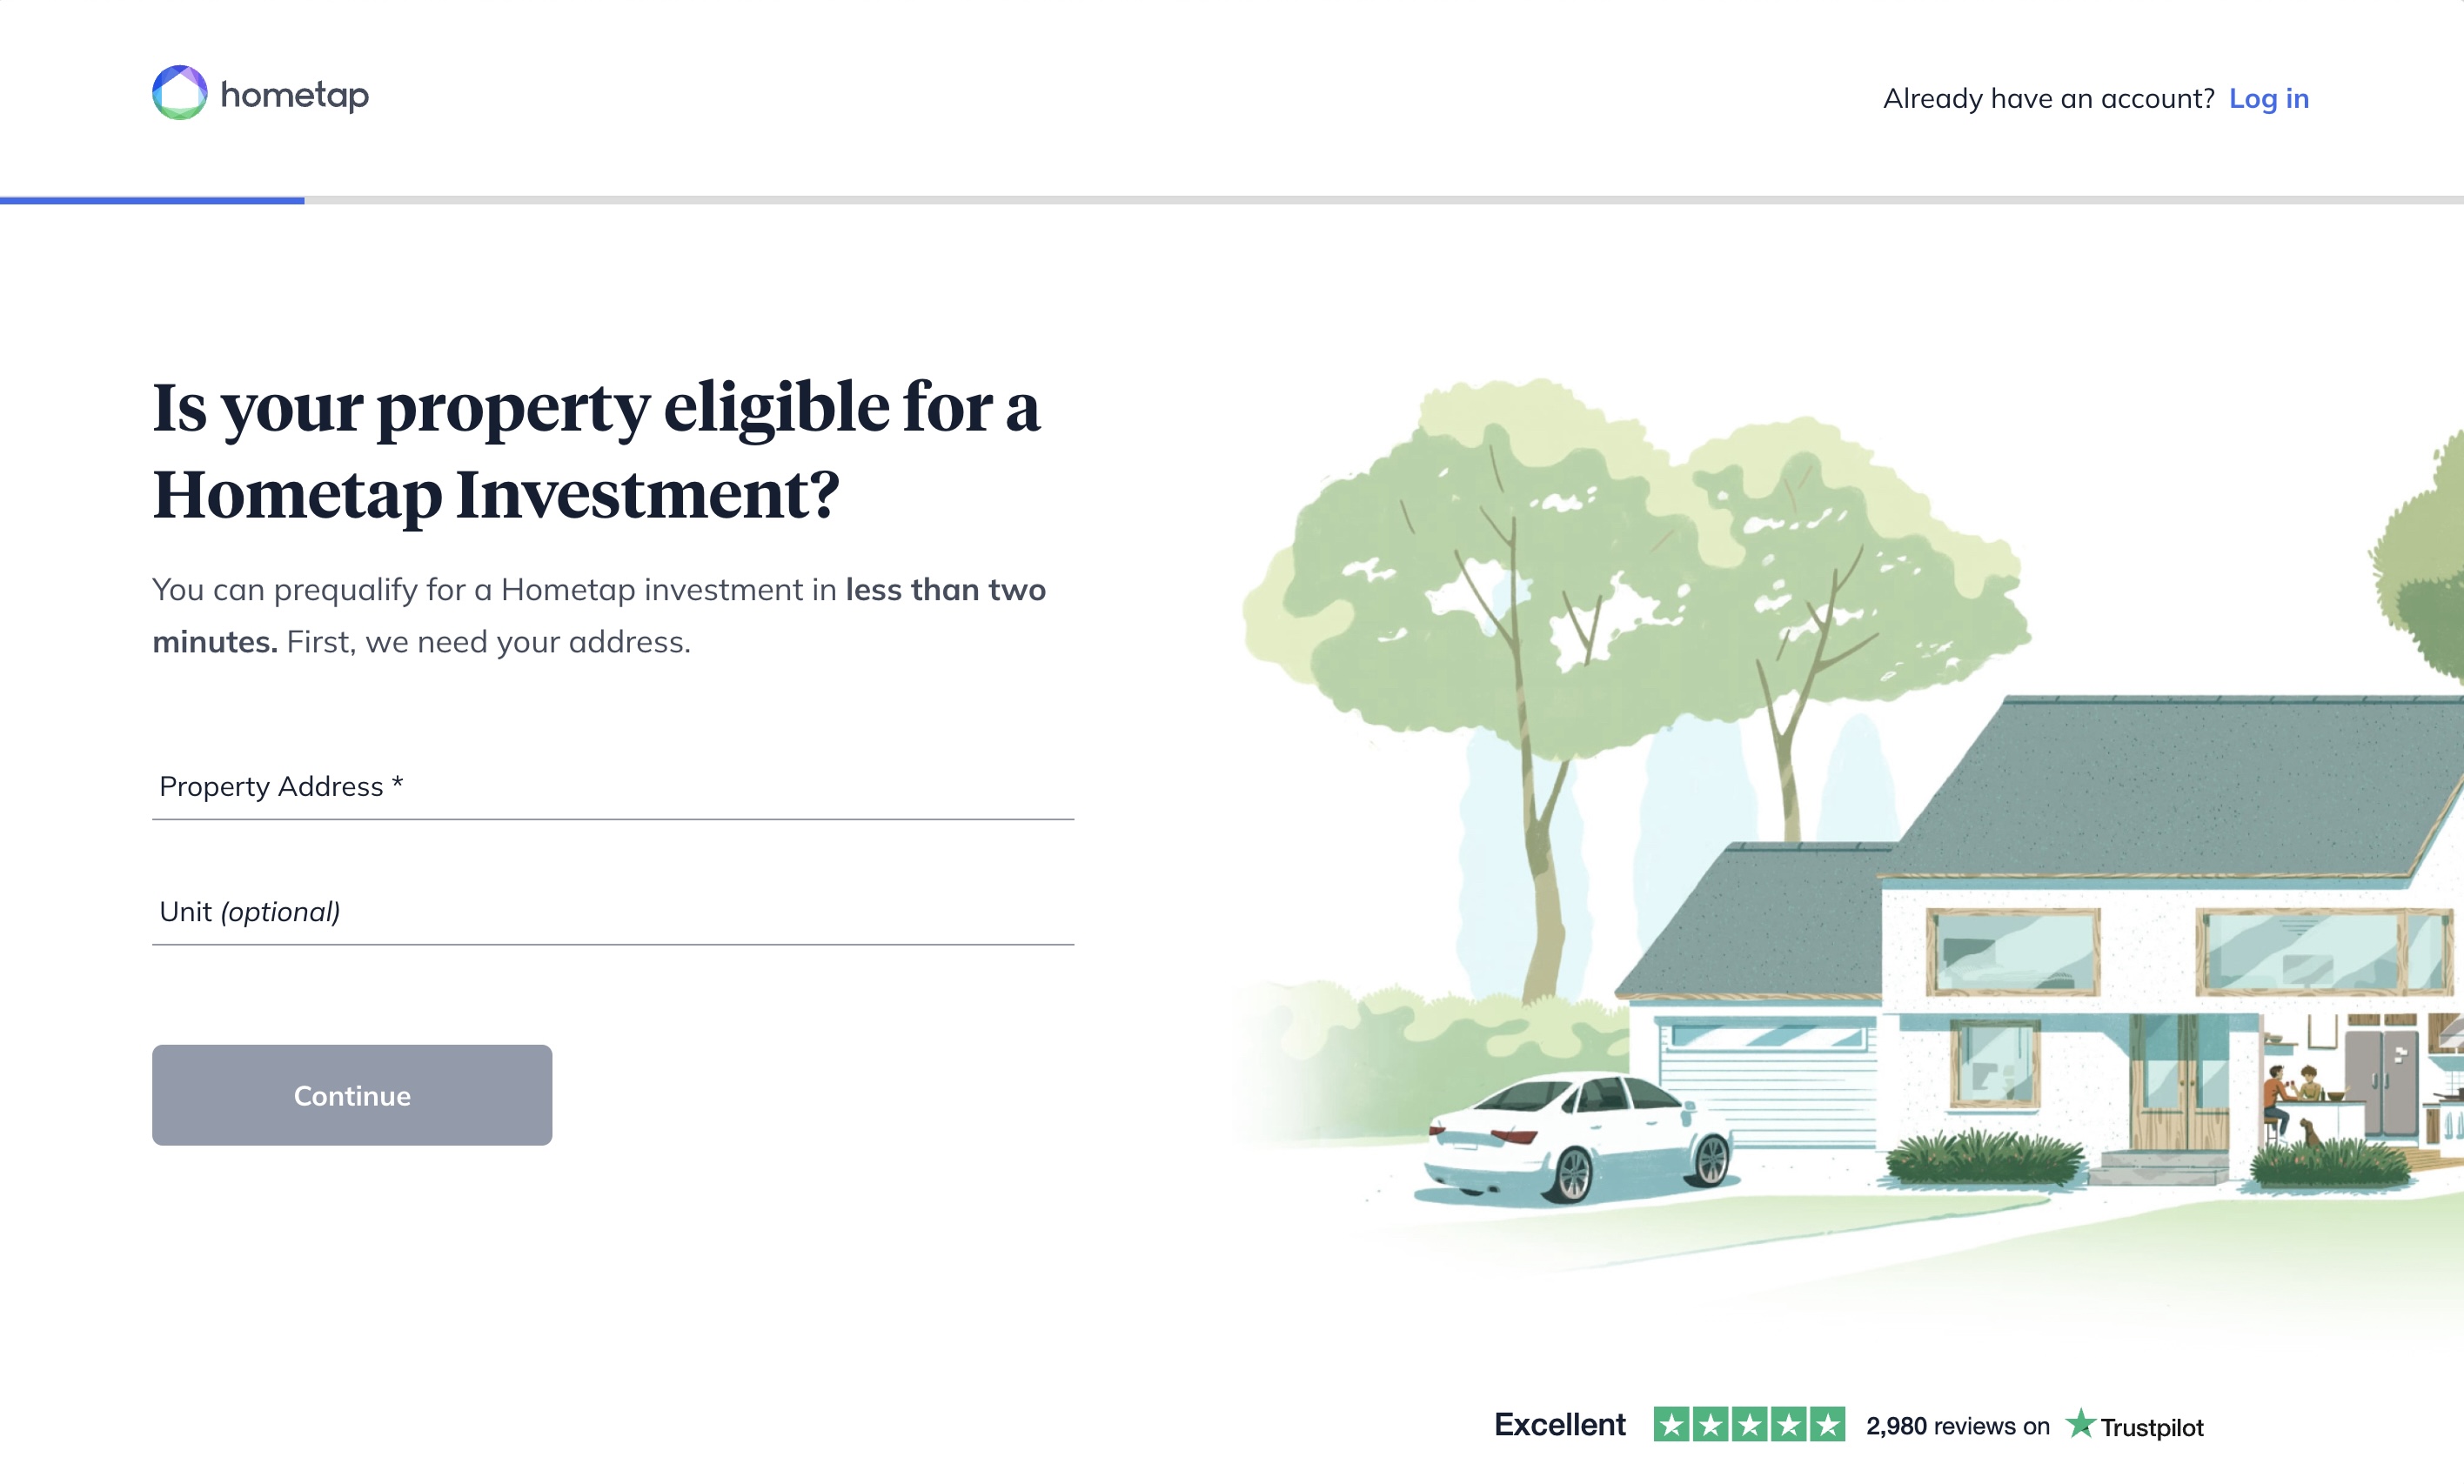 hometap
Already have an account? Log in
Is your property eligible for a
Hometap Investment?
You can prequalify for a Hometap investment in less than two
minutes. First, we need your address.
Property Address *
Unit (optional)
Continue
Excellent 2,980 reviews on Trustpilot